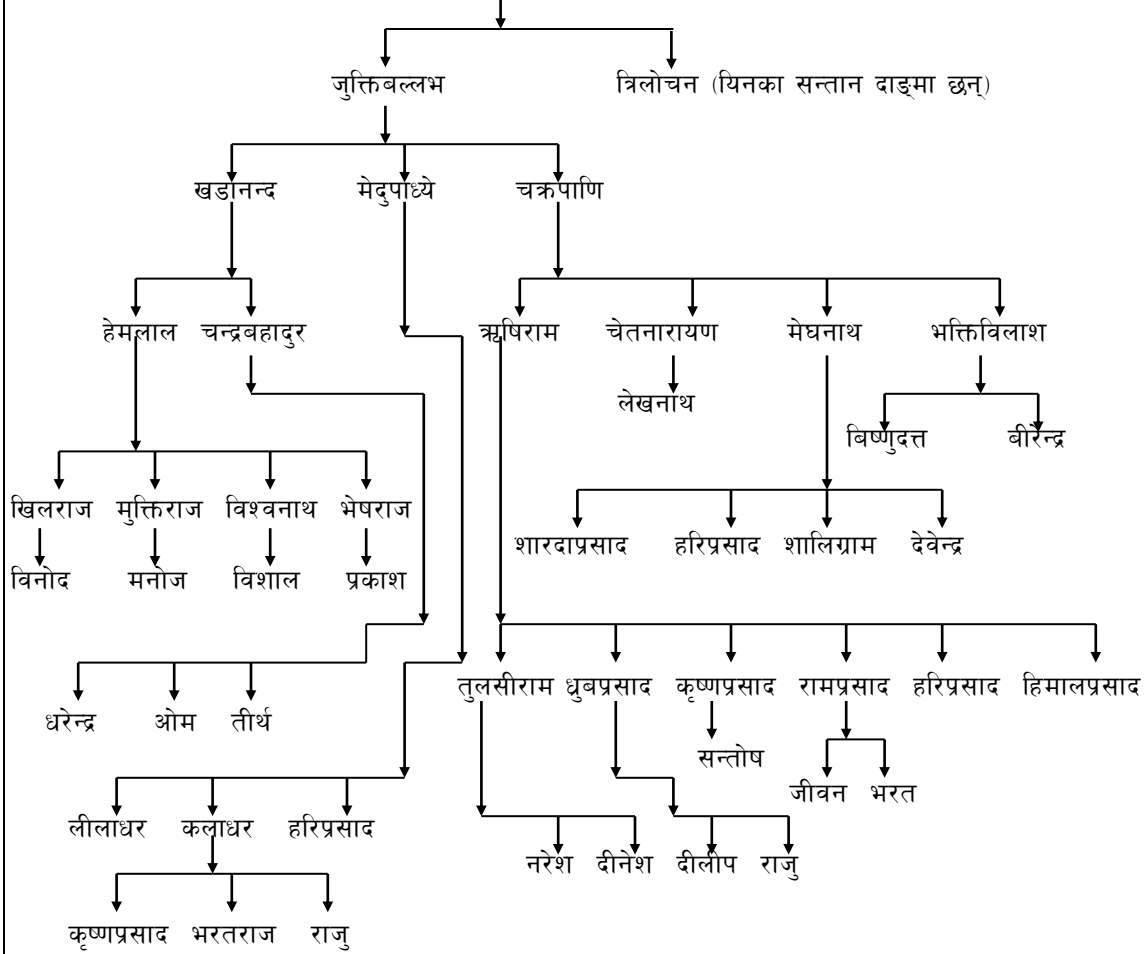 जुक्तिबल्लभ त्रिलोचन (यिनका सन्तान दाङ्मा छन्)
खडानन्द मेदुपाध्ये चक्रपाणि
हेमलाल चन्द्रबहादुर ऋषिराम चेतनारायण मेघनाथ भक्तिविलाश
लेखनाथ
बिष्णुदत्त बीरेन्द्र
खिलराज मुक्तिराज विश्वनाथ भेषराज
शारदाप्रसाद हरिप्रसाद शालिग्राम देवेन्द्र
विनोद मनोज विशाल प्रकाश
तुलसीराम ध्रुबप्रसाद कृष्णप्रसाद रामप्रसाद हरिप्रसाद हिमालप्रसाद
धरेन्द्र ओम तीर्थ
सन्तोष
जीवन भरत
लीलाधर कलाधर हरिप्रसाद
नरेश दीनेश दीलीप राजु
कृष्णप्रसाद भरतराज राजु